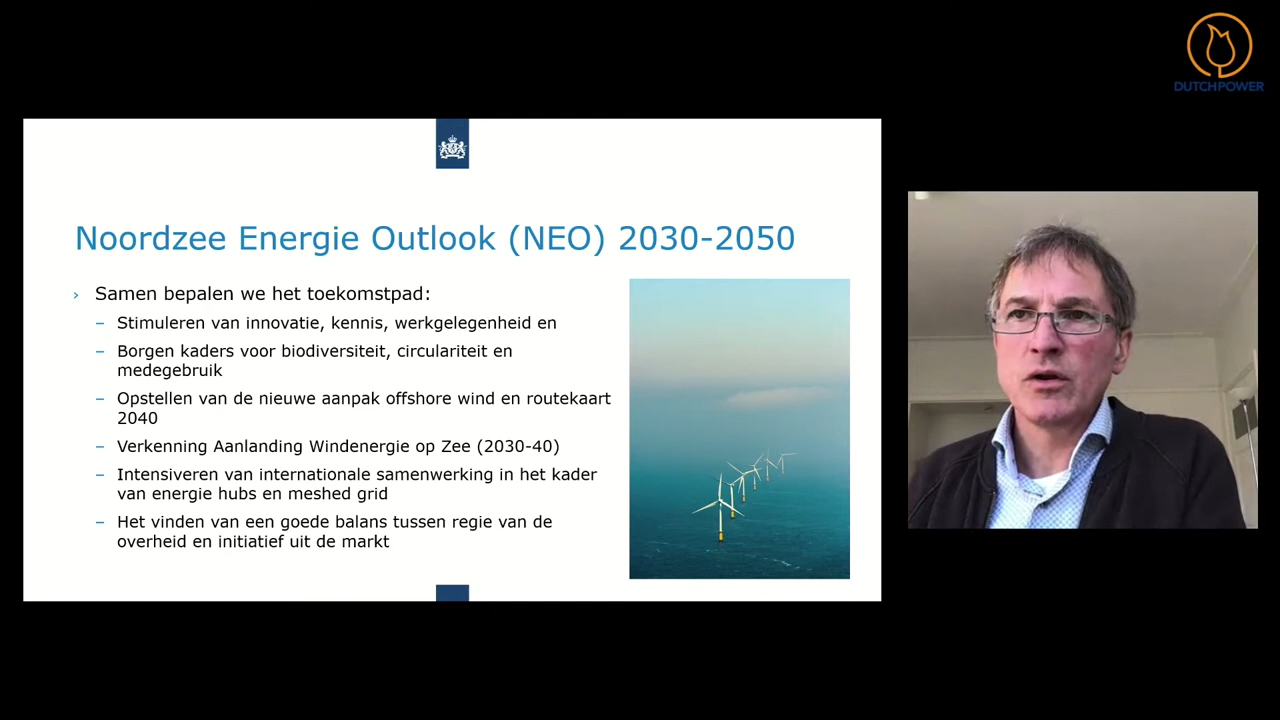 DUTCH POWER
Noordzee Energie Outlook (NEO) 2030-2050
› Samen bepalen we het toekomstpad:
– Stimuleren van innovatie, kennis, werkgelegenheid en
– Borgen kaders voor biodiversiteit, circulariteit en
medegebruik
– Opstellen van de nieuwe aanpak offshore wind en routekaart
2040
– Verkenning Aanlanding Windenergie op Zee (2030-40)
– Intensiveren van internationale samenwerking in het kader
van energie hubs en meshed grid
– Het vinden van een goede balans tussen regie van de
overheid en initiatief uit de markt